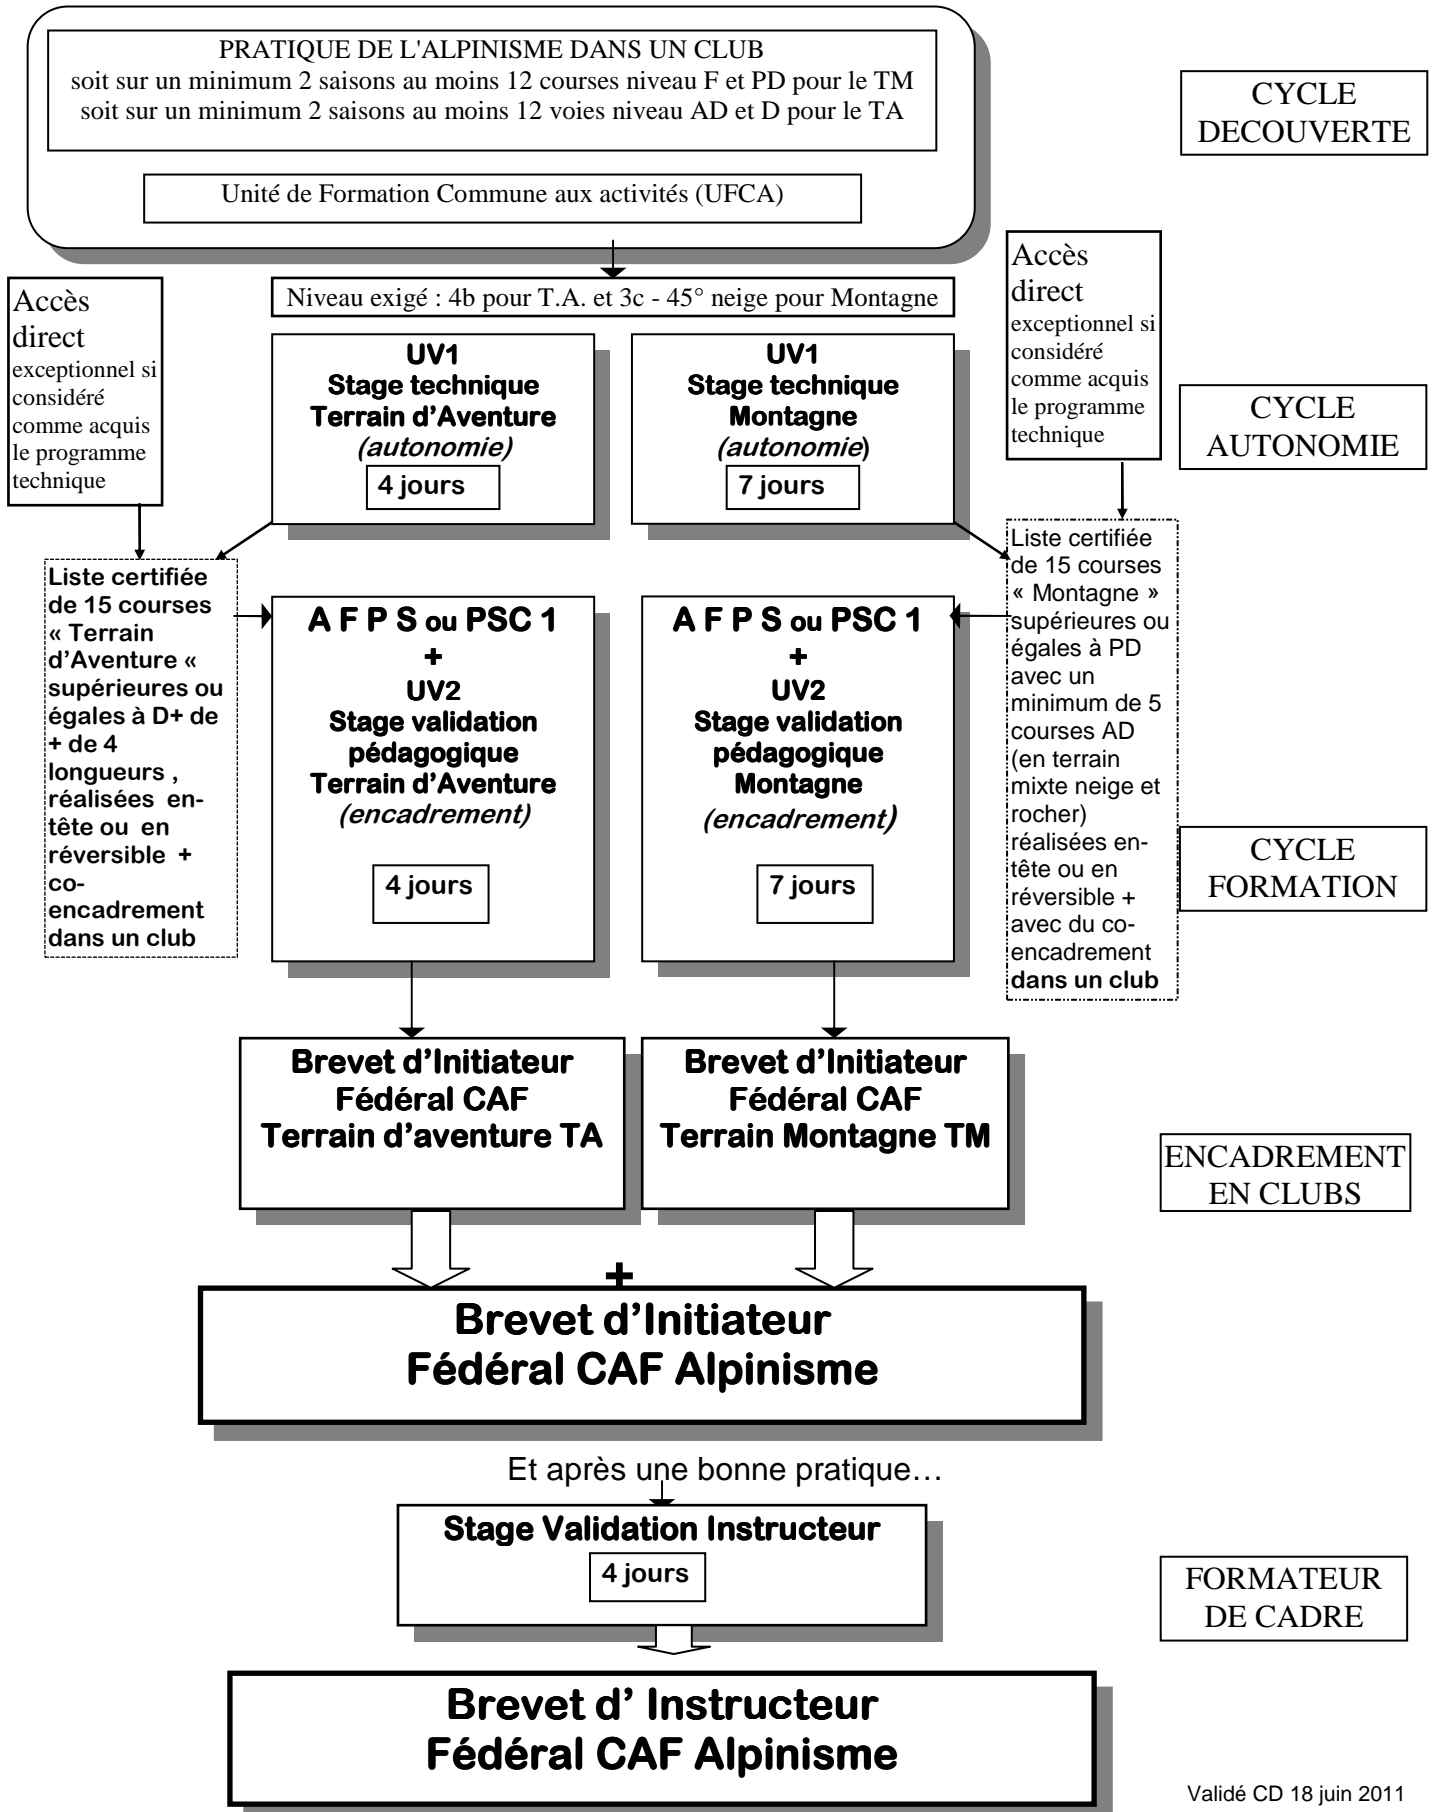 PRATIQUE DE L'ALPINISME DANS UN CLUB
soit sur un minimum 2 saisons au moins 12 courses niveau F et PD pour le TM
soit sur un minimum 2 saisons au moins 12 voies niveau AD et D pour le TA
Unité de Formation Commune aux activités (UFCA)
CYCLE
DECOUVERTE
Niveau exigé : 4b pour T.A. et 3c - 45° neige pour Montagne
Accès
direct
exceptionnel si
considéré
comme acquis
le programme
technique
UV1
Stage technique
Terrain d’Aventure
(autonomie)
4 jours
UV1
Stage technique
Montagne
(autonomie)
7 jours
Accès
direct
exceptionnel si
considéré
comme acquis
le programme
technique
CYCLE
AUTONOMIE
Liste certifiée
de 15 courses
« Terrain
d’Aventure «
supérieures ou
égales à D+ de
+ de 4
longueurs ,
réalisées en-
tête ou en
réversible +
co-
encadrement
dans un club
A F P S ou PSC 1
+
UV2
Stage validation
pédagogique
Terrain d’Aventure
(encadrement)
4 jours
A F P S ou PSC 1
+
UV2
Stage validation
pédagogique
Montagne
(encadrement)
7 jours
Liste certifiée
de 15 courses
« Montagne »
supérieures ou
égales à PD
avec un
minimum de 5
courses AD
(en terrain
mixte neige et
rocher)
réalisées en-
tête ou en
réversible +
avec du co-
encadrement
dans un club
CYCLE
FORMATION
Brevet d’Initiateur
Fédéral CAF
Terrain d’aventure TA
Brevet d’Initiateur
Fédéral CAF
Terrain Montagne TM
ENCADREMENT
EN CLUBS
+
Brevet d’Initiateur
Fédéral CAF Alpinisme
Et après une bonne pratique…
Stage Validation Instructeur
4 jours
FORMATEUR
DE CADRE
Brevet d’ Instructeur
Fédéral CAF Alpinisme
Validé CD 18 juin 2011